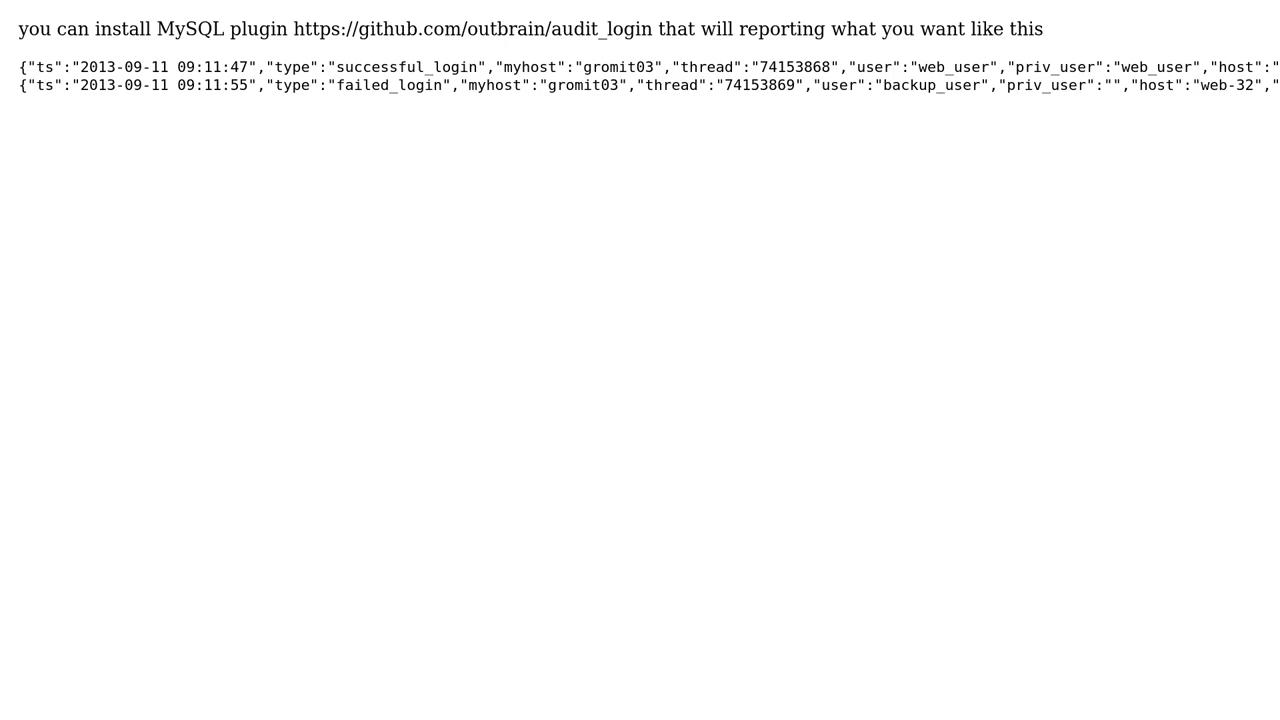 you can install MySQL plugin https://github.com/outbrain/audit_login that will reporting what you want like this
{"ts":"2013-09-11 09:11:47","type":"successful_login","myhost":"gromit03","thread":"74153868","user":"web_user","priv_user":"web_user","host":"
{"ts":"2013-09-11 09:11:55","type":"failed_login","myhost":"gromit03","thread":"74153869","user":"backup_user","priv_user":"","host":"web-32","